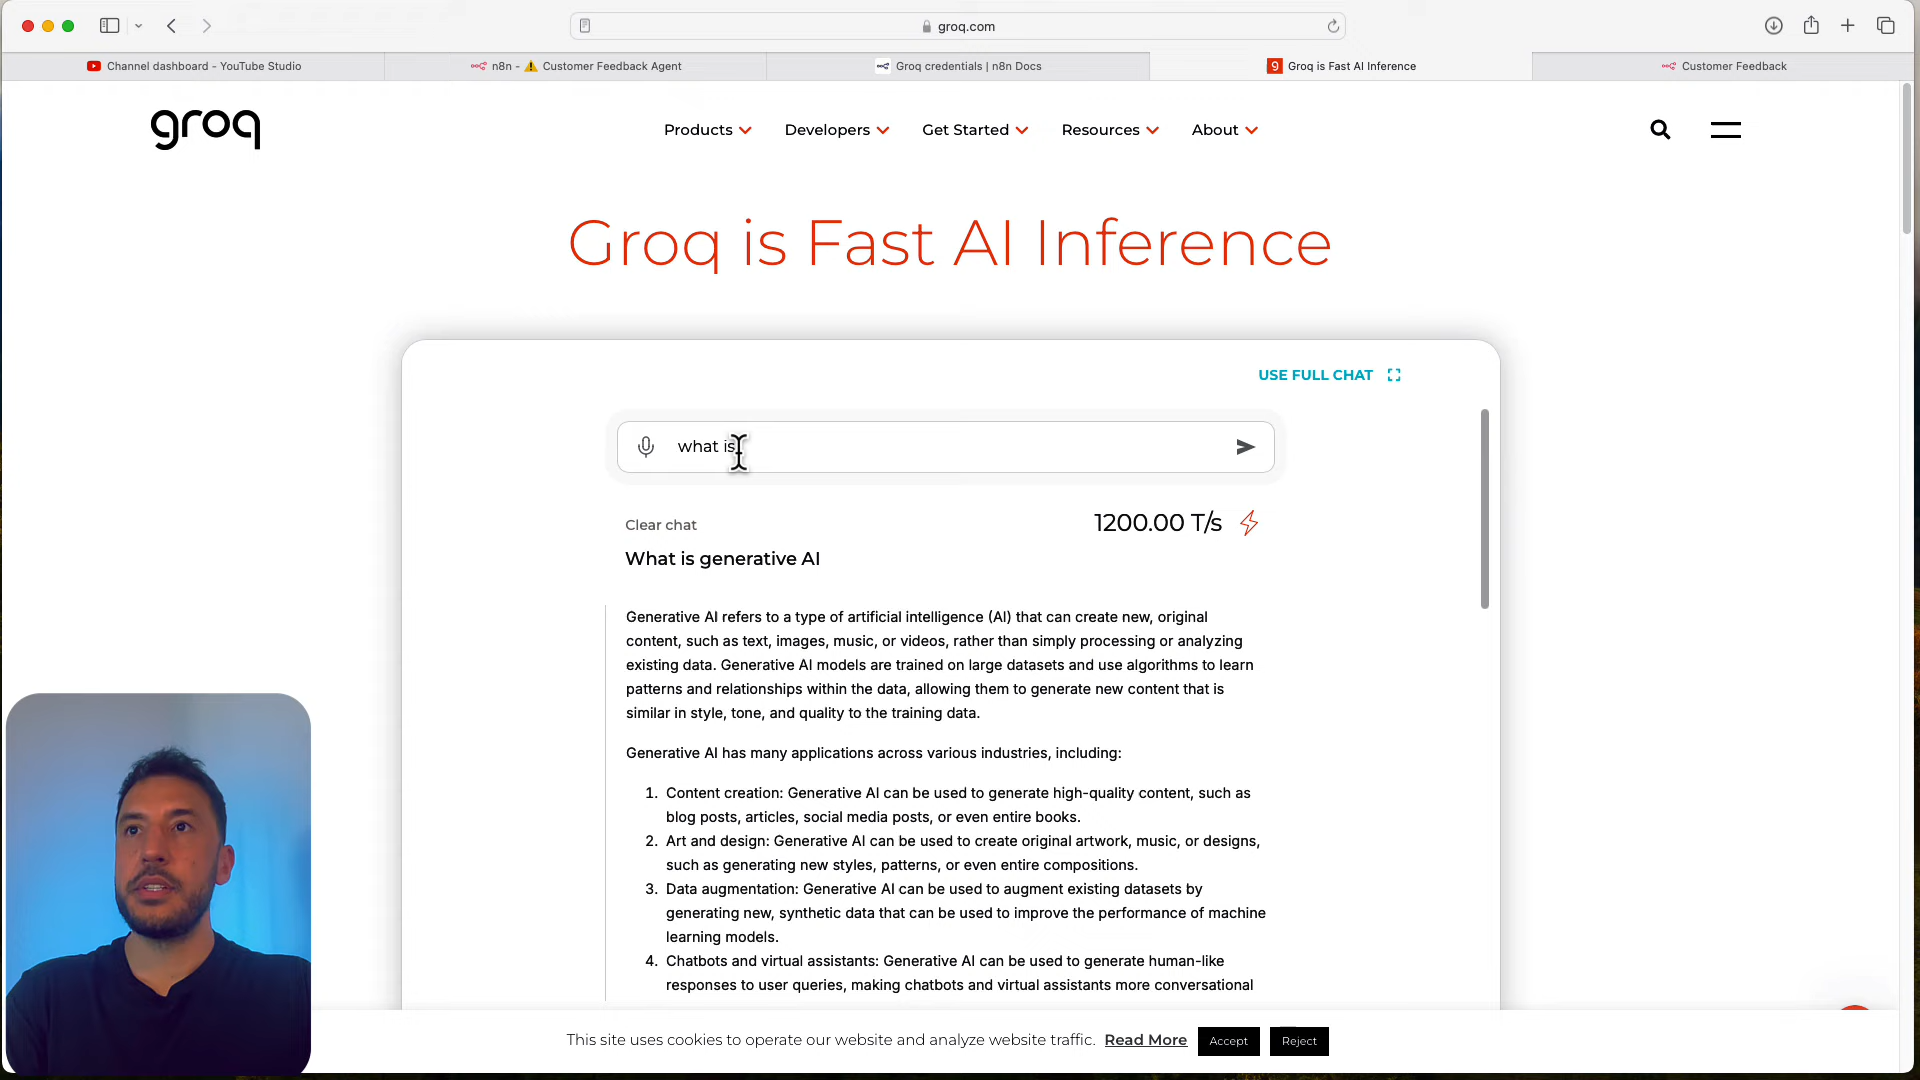 groq.com
Channel dashboard - YouTube Studio
n8n - ⚠️ Customer Feedback Agent
Groq credentials | n8n Docs
Groq is Fast AI Inference
Customer Feedback
groq
Products
Developers
Get Started
Resources
About
Groq is Fast AI Inference
USE FULL CHAT
what is
Clear chat
1200.00 T/s
What is generative AI
Generative AI refers to a type of artificial intelligence (AI) that can create new, original
content, such as text, images, music, or videos, rather than simply processing or analyzing
existing data. Generative AI models are trained on large datasets and use algorithms to learn
patterns and relationships within the data, allowing them to generate new content that is
similar in style, tone, and quality to the training data.
Generative AI has many applications across various industries, including:
1. Content creation: Generative AI can be used to generate high-quality content, such as
blog posts, articles, social media posts, or even entire books.
2. Art and design: Generative AI can be used to create original artwork, music, or designs,
such as generating new styles, patterns, or even entire compositions.
3. Data augmentation: Generative AI can be used to augment existing datasets by
generating new, synthetic data that can be used to improve the performance of machine
learning models.
4. Chatbots and virtual assistants: Generative AI can be used to generate human-like
responses to user queries, making chatbots and virtual assistants more conversational
This site uses cookies to operate our website and analyze website traffic. Read More Accept Reject